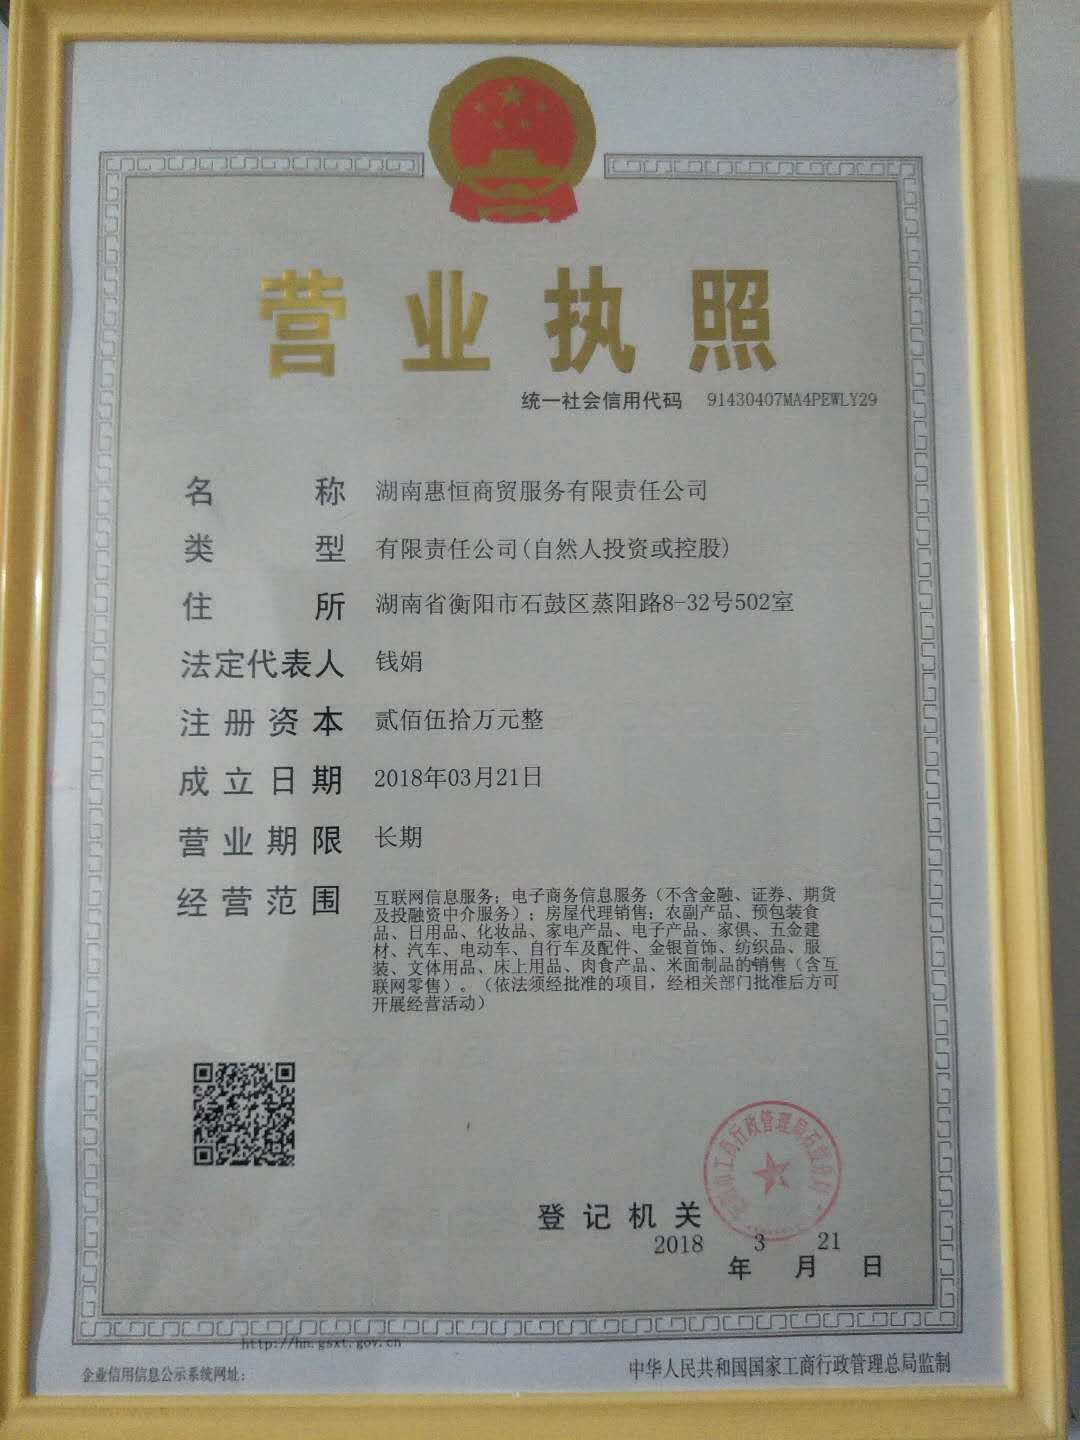 营业执照
统一社会信用代码 91430407MA4PEWLY29
名称 湖南惠恒商贸服务有限责任公司
类型 有限责任公司(自然人投资或控股)
住所 湖南省衡阳市石鼓区蒸阳路8-32号502室
法定代表人 钱娟
注册资本 贰佰伍拾万元整
成立日期 2018年03月21日
营业期限 长期
经营范围 互联网信息服务；电子商务信息服务（不含金融、证券、期货
及投融资中介服务）；房屋代理销售；农副产品、预包装食
品、日用品、化妆品、家电产品、电子产品、家俱、五金建
材、汽车、电动车、自行车及配件、金银首饰、纺织品、服
装、文体用品、床上用品、肉食产品、米面制品的销售（含互
联网零售）。（依法须经批准的项目，经相关部门批准后方可
开展经营活动）
工商行政管理局石鼓分局
登记机关
2018 3 21
年 月 日
http://hn.gsxt.gov.cn
企业信用信息公示系统网址：
中华人民共和国国家工商行政管理总局监制